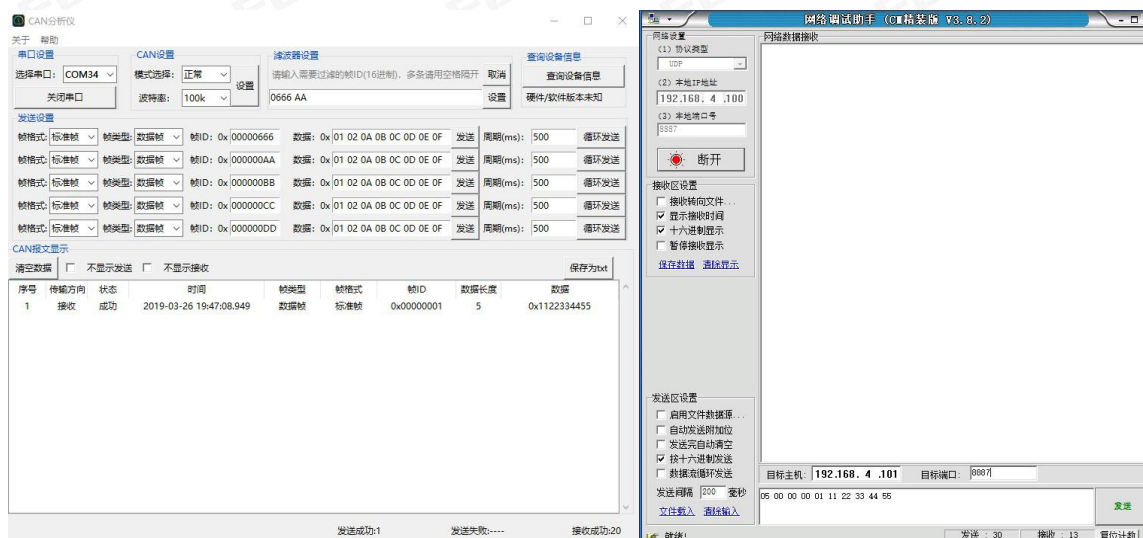 CAN分析仪
关于 帮助
串口设置
选择串口: COM34
关闭串口
CAN设置
模式选择: 正常
波特率: 100k
设置
滤波器设置
请输入需要过滤的帧ID(16进制), 多条请用空格隔开 取消
0666 AA 设置
查询设备信息
查询设备信息
硬件/软件版本未知
发送设置
帧格式: 标准帧 帧类型: 数据帧 帧ID: 0x 00000666 数据: 0x 01 02 0A 0B 0C 0D 0E 0F 发送 周期(ms): 500 循环发送
帧格式: 标准帧 帧类型: 数据帧 帧ID: 0x 000000AA 数据: 0x 01 02 0A 0B 0C 0D 0E 0F 发送 周期(ms): 500 循环发送
帧格式: 标准帧 帧类型: 数据帧 帧ID: 0x 000000BB 数据: 0x 01 02 0A 0B 0C 0D 0E 0F 发送 周期(ms): 500 循环发送
帧格式: 标准帧 帧类型: 数据帧 帧ID: 0x 000000CC 数据: 0x 01 02 0A 0B 0C 0D 0E 0F 发送 周期(ms): 500 循环发送
帧格式: 标准帧 帧类型: 数据帧 帧ID: 0x 000000DD 数据: 0x 01 02 0A 0B 0C 0D 0E 0F 发送 周期(ms): 500 循环发送
CAN报文显示
清空数据 不显示发送 不显示接收 保存为txt
序号 传输方向 状态 时间 帧类型 帧格式 帧ID 数据长度 数据
1 接收 成功 2019-03-26 19:47:08.949 数据帧 标准帧 0x00000001 5 0x1122334455
发送成功:1 发送失败:---- 接收成功:20
网络调试助手 (C■精装版 V3.8.2)
网络设置
(1) 协议类型
UDP
(2) 本地IP地址
192.168. 4 .100
(3) 本地端口号
8887
断开
接收区设置
接收转向文件...
显示接收时间
十六进制显示
暂停接收显示
保存数据 清除显示
发送区设置
启用文件数据源...
自动发送附加位
发送完自动清空
按十六进制发送
数据流循环发送
发送间隔 200 毫秒
文件载入 清除输入
网络数据接收
目标主机: 192.168. 4 .101 目标端口: 8887
05 00 00 00 01 11 22 33 44 55
发送
就绪! 发送 : 30 接收 : 13 复位计数